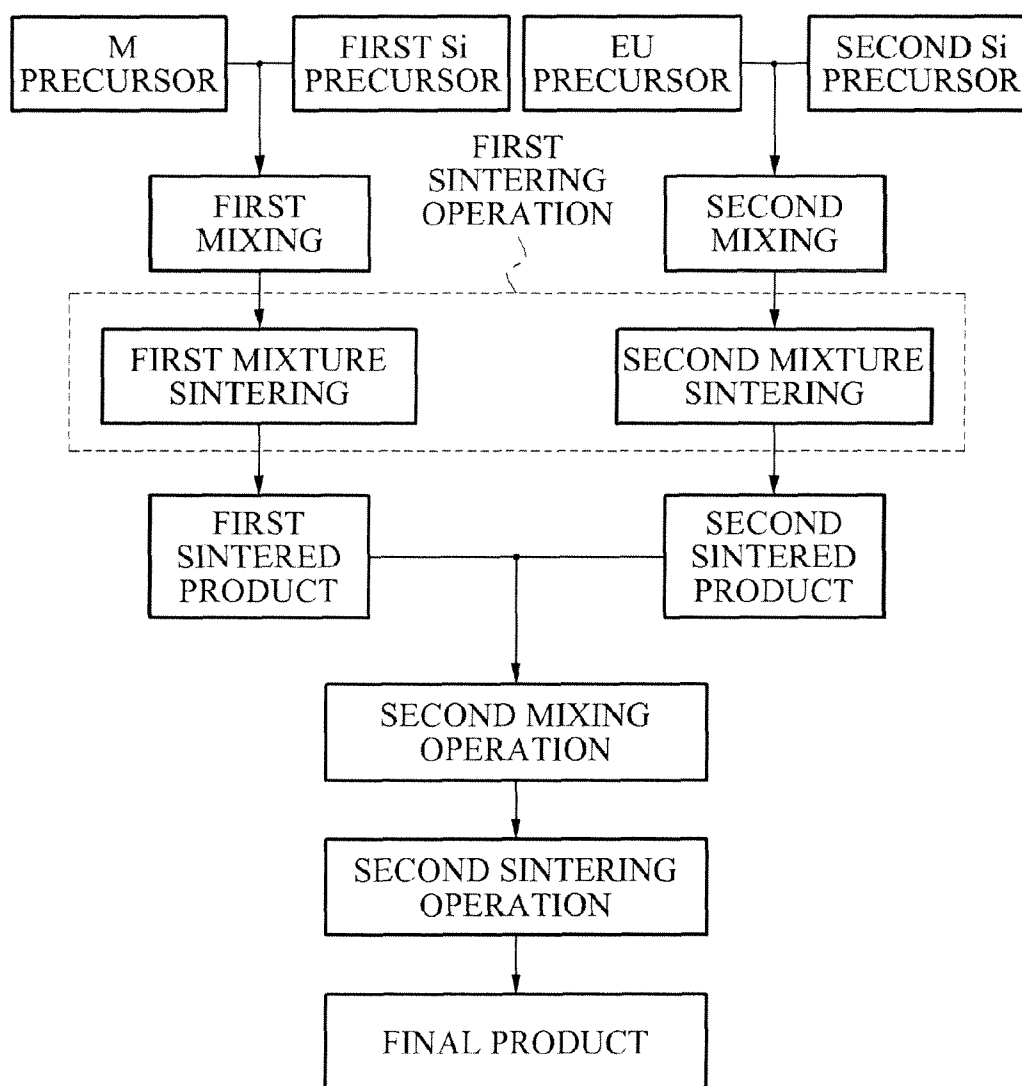 M
PRECURSOR
FIRST Si
PRECURSOR
EU
PRECURSOR
SECOND Si
PRECURSOR
FIRST
SINTERING
OPERATION
FIRST
MIXING
SECOND
MIXING
FIRST MIXTURE
SINTERING
SECOND MIXTURE
SINTERING
FIRST
SINTERED
PRODUCT
SECOND
SINTERED
PRODUCT
SECOND MIXING
OPERATION
SECOND SINTERING
OPERATION
FINAL PRODUCT